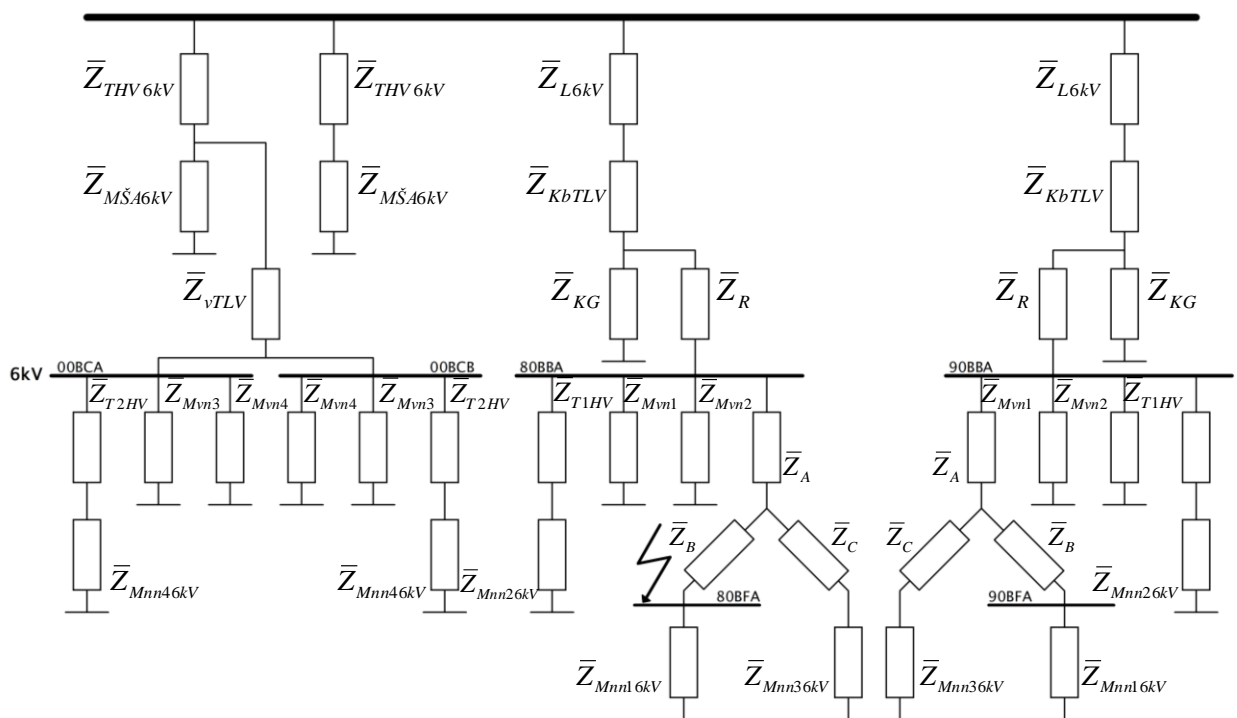 Z̅THV6kV Z̅THV6kV Z̅L6kV Z̅L6kV
Z̅MŠA6kV Z̅MŠA6kV Z̅KbTLV Z̅KbTLV
Z̅vTLV Z̅KG Z̅R Z̅R Z̅KG
6kV 00BCA 00BCB 80BBA 90BBA
Z̅T2HV Z̅Mvn3 Z̅Mvn4 Z̅Mvn4 Z̅Mvn3 Z̅T2HV Z̅T1HV Z̅Mvn1 Z̅Mvn2 Z̅Mvn1 Z̅Mvn2 Z̅T1HV
Z̅A Z̅A
Z̅B Z̅C Z̅C Z̅B
Z̅Mnn46kV Z̅Mnn46kV Z̅Mnn26kV Z̅Mnn26kV
80BFA 90BFA
Z̅Mnn16kV Z̅Mnn36kV Z̅Mnn36kV Z̅Mnn16kV